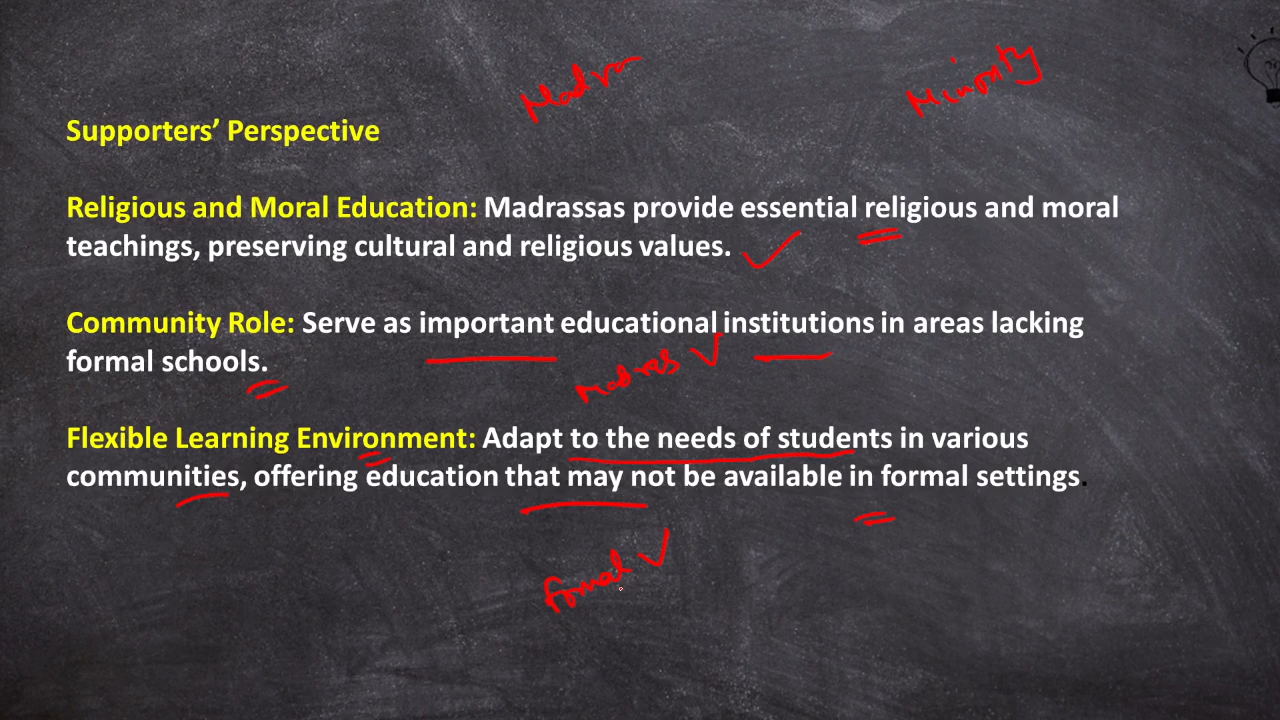 Madra
Minority
Supporters’ Perspective
Religious and Moral Education: Madrassas provide essential religious and moral
teachings, preserving cultural and religious values.
Community Role: Serve as important educational institutions in areas lacking
formal schools.
Madras
Flexible Learning Environment: Adapt to the needs of students in various
communities, offering education that may not be available in formal settings.
Formal